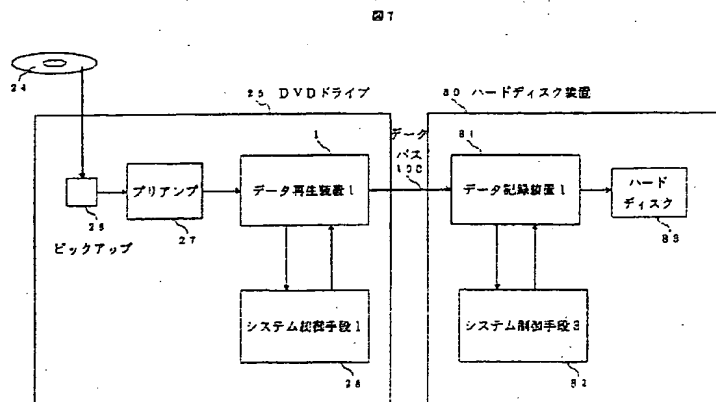 図7
24
25 DVDドライブ
80 ハードディスク装置
データ
バス
100
1
データ再生装置1
プリアンプ
27
ピックアップ
81
データ記録装置1
ハード
ディスク
83
システム制御手段1
システム制御手段3
82